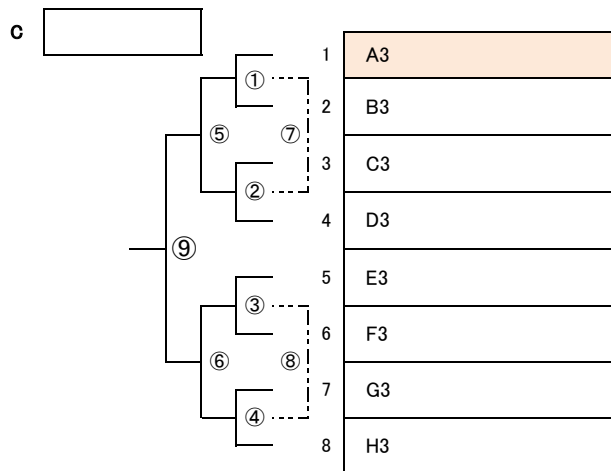 c
1 A3
①
2 B3
⑤ ⑦
3 C3
②
4 D3
⑨
5 E3
③
6 F3
⑥ ⑧
7 G3
④
8 H3